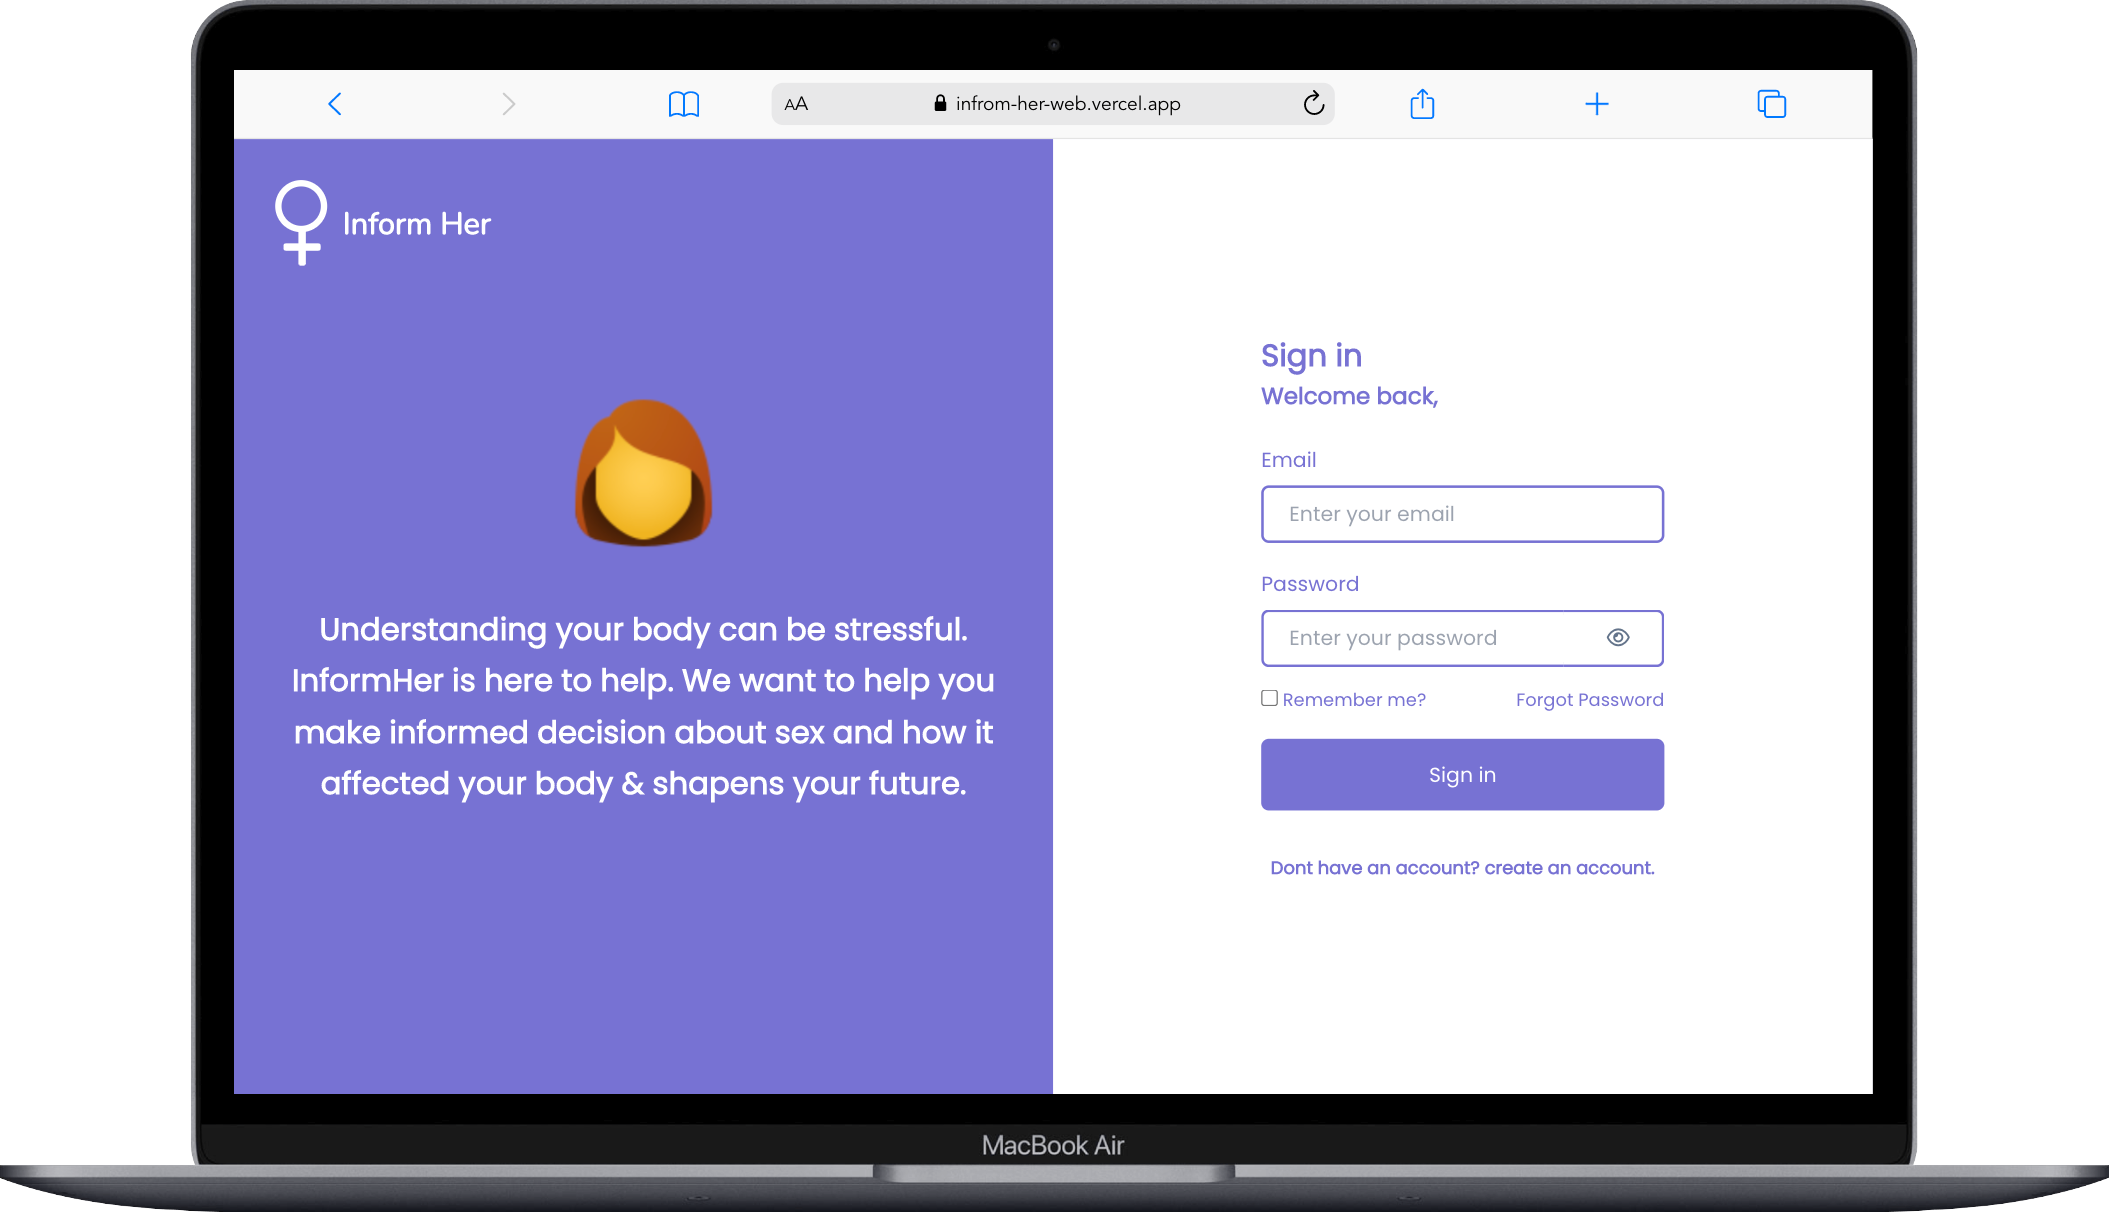 AA
infrom-her-web.vercel.app
Inform Her
Understanding your body can be stressful.
InformHer is here to help. We want to help you
make informed decision about sex and how it
affected your body & shapens your future.
Sign in
Welcome back,
Email
Enter your email
Password
Enter your password
Remember me?
Forgot Password
Sign in
Dont have an account? create an account.
MacBook Air